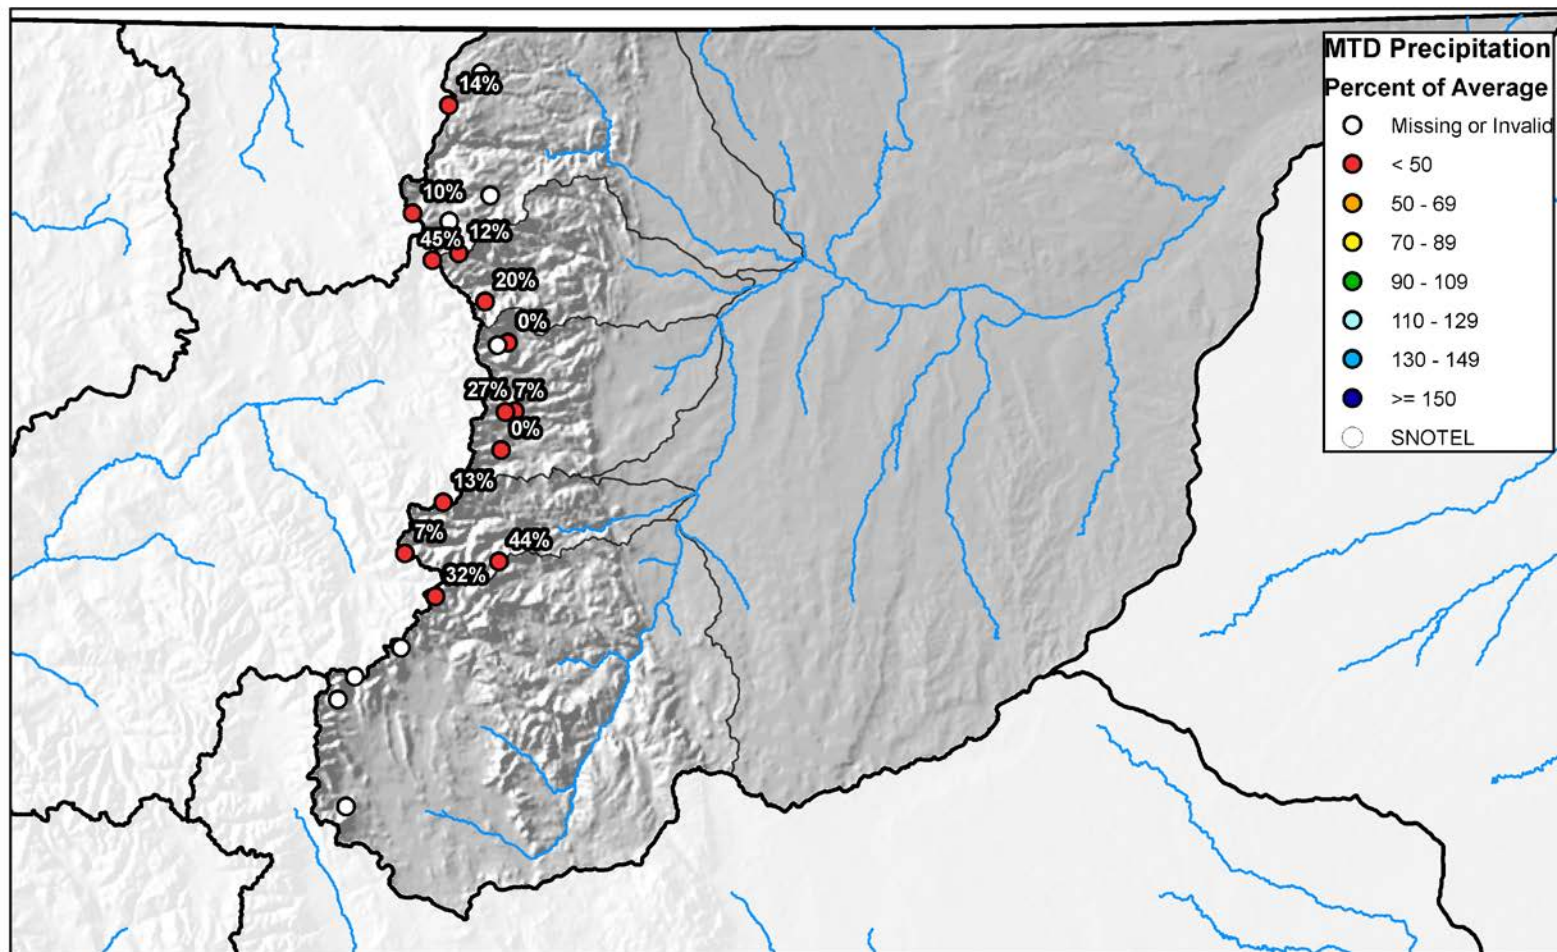 MTD Precipitation
Percent of Average
Missing or Invalid
< 50
50 - 69
70 - 89
90 - 109
110 - 129
130 - 149
>= 150
SNOTEL
14%
10%
45% 12%
20%
0%
27% 7%
0%
13%
7%
44%
32%